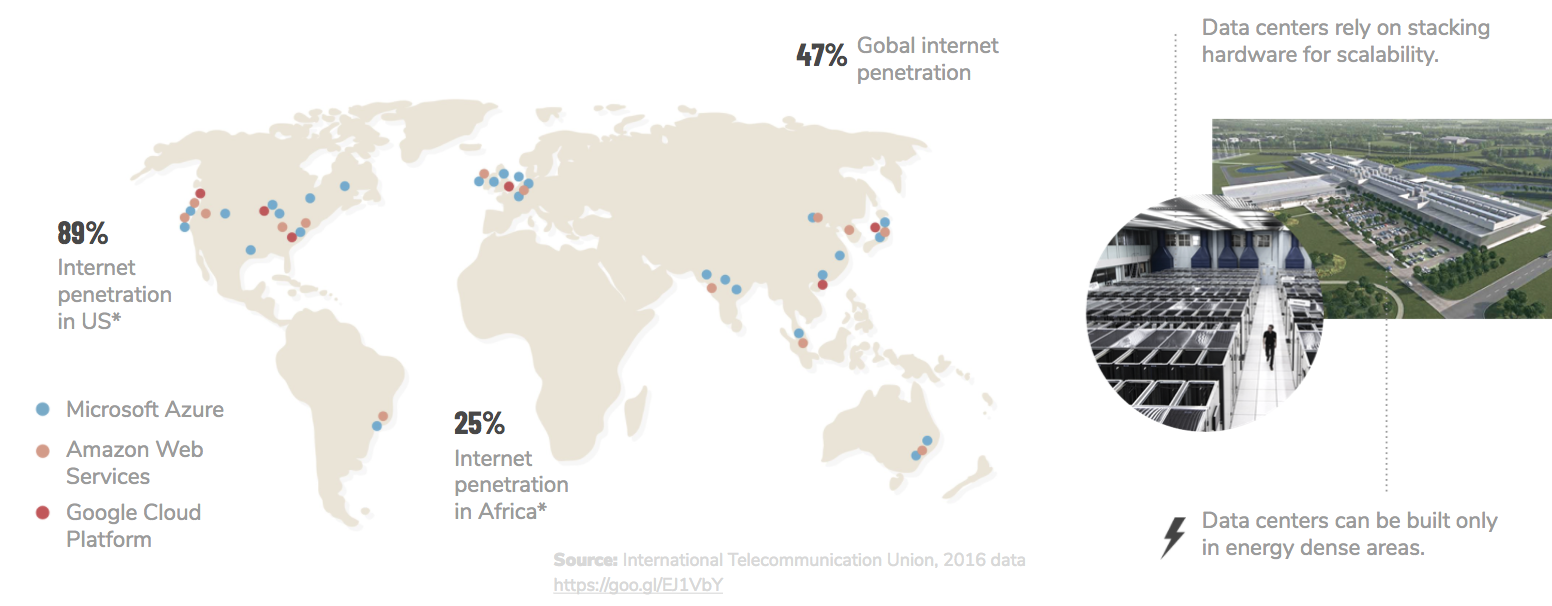 47%
Gobal internet
penetration
89%
Internet
penetration
in US*
Microsoft Azure
Amazon Web
Services
Google Cloud
Platform
25%
Internet
penetration
in Africa*
Source: International Telecommunication Union, 2016 data
https://goo.gl/EJ1VbY
Data centers rely on stacking
hardware for scalability.
Data centers can be built only
in energy dense areas.